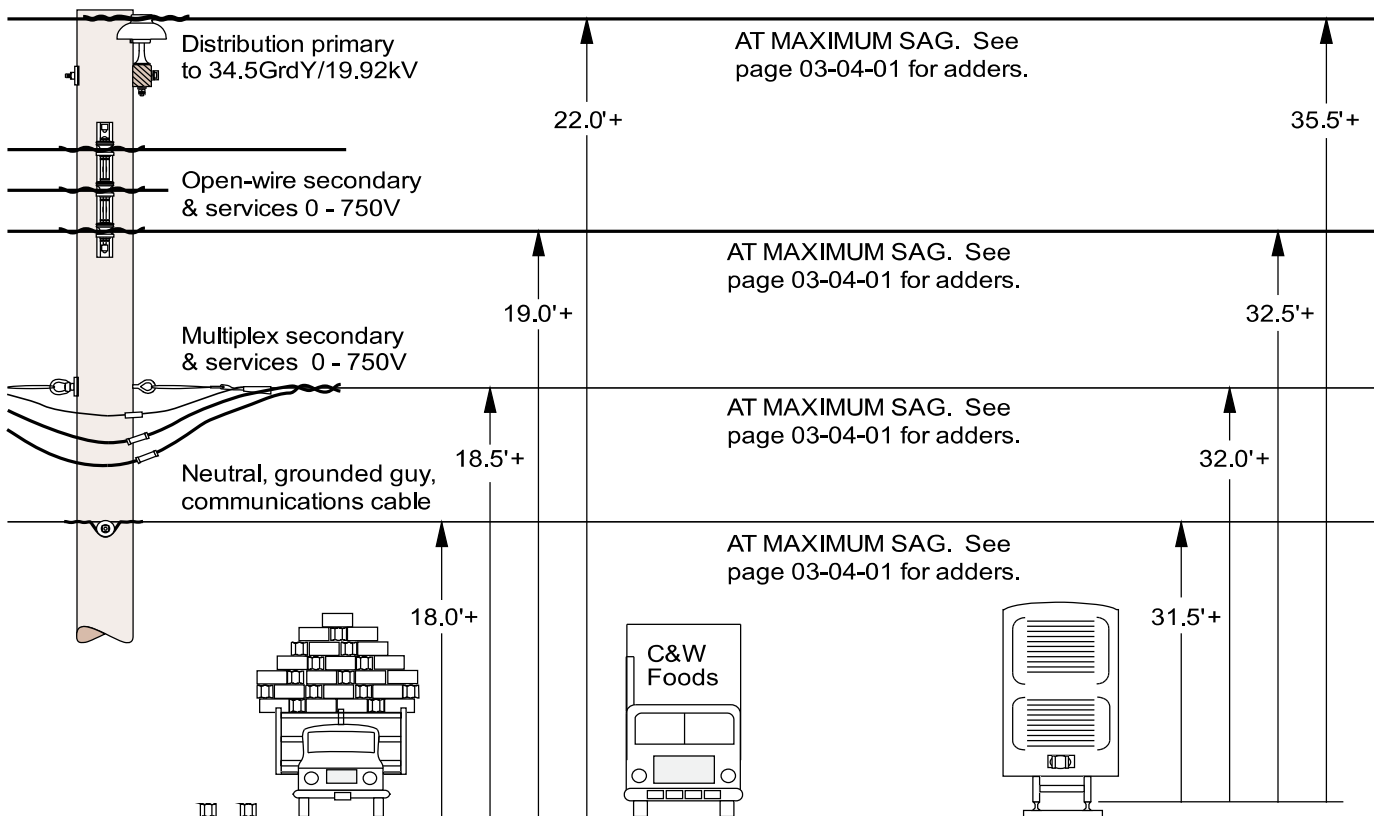 Distribution primary
to 34.5GrdY/19.92kV
AT MAXIMUM SAG. See
page 03-04-01 for adders.
22.0'+
35.5'+
Open-wire secondary
& services 0 - 750V
AT MAXIMUM SAG. See
page 03-04-01 for adders.
19.0'+
32.5'+
Multiplex secondary
& services 0 - 750V
AT MAXIMUM SAG. See
page 03-04-01 for adders.
18.5'+
32.0'+
Neutral, grounded guy,
communications cable
AT MAXIMUM SAG. See
page 03-04-01 for adders.
18.0'+
31.5'+
C&W
Foods